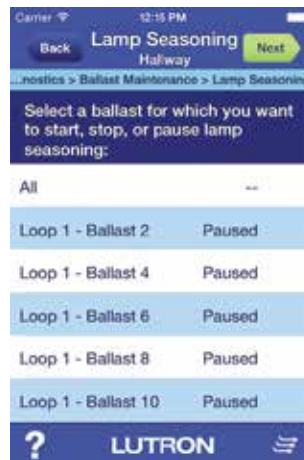 Carrier 12:15 PM
Back Lamp Seasoning Next
Hallway
...nostics > Ballast Maintenance > Lamp Seasoning
Select a ballast for which you want
to start, stop, or pause lamp
seasoning:
All --
Loop 1 - Ballast 2 Paused
Loop 1 - Ballast 4 Paused
Loop 1 - Ballast 6 Paused
Loop 1 - Ballast 8 Paused
Loop 1 - Ballast 10 Paused
? LUTRON